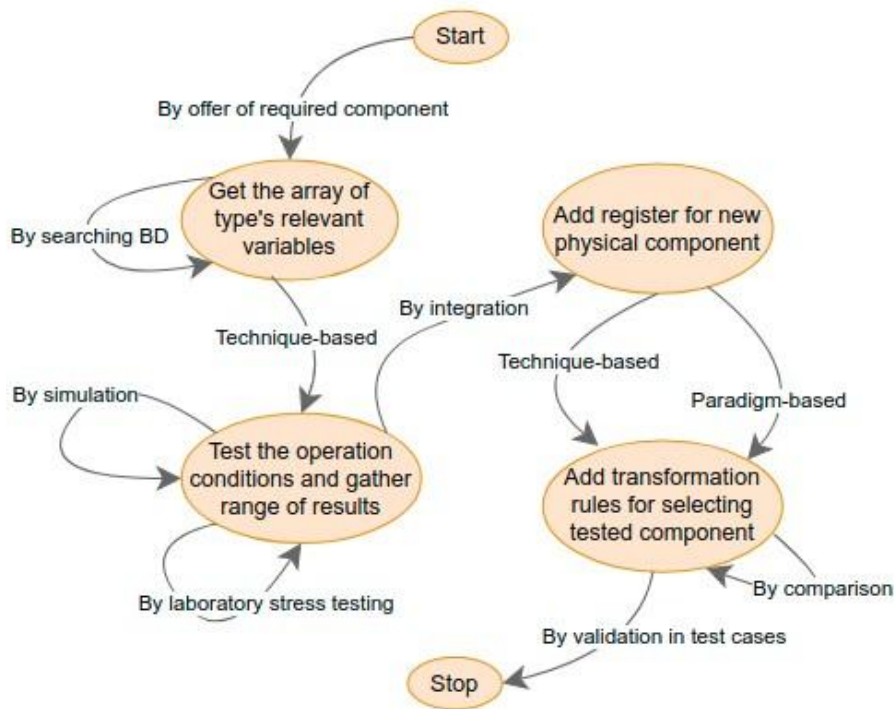 Start
By offer of required component
Get the array of
type's relevant
variables
By searching BD
Technique-based
By simulation
Test the operation
conditions and gather
range of results
By laboratory stress testing
By integration
Add register for new
physical component
Technique-based
Paradigm-based
Add transformation
rules for selecting
tested component
By comparison
By validation in test cases
Stop